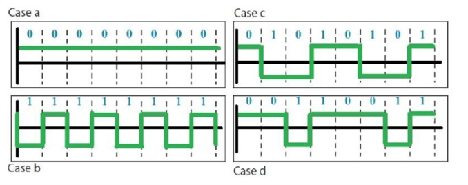 Case a
0 0 0 0 0 0 0 0
Case c
0 1 0 1 0 1 0 1
1 1 1 1 1 1 1 1
Case b
0 0 1 1 0 0 1 1
Case d